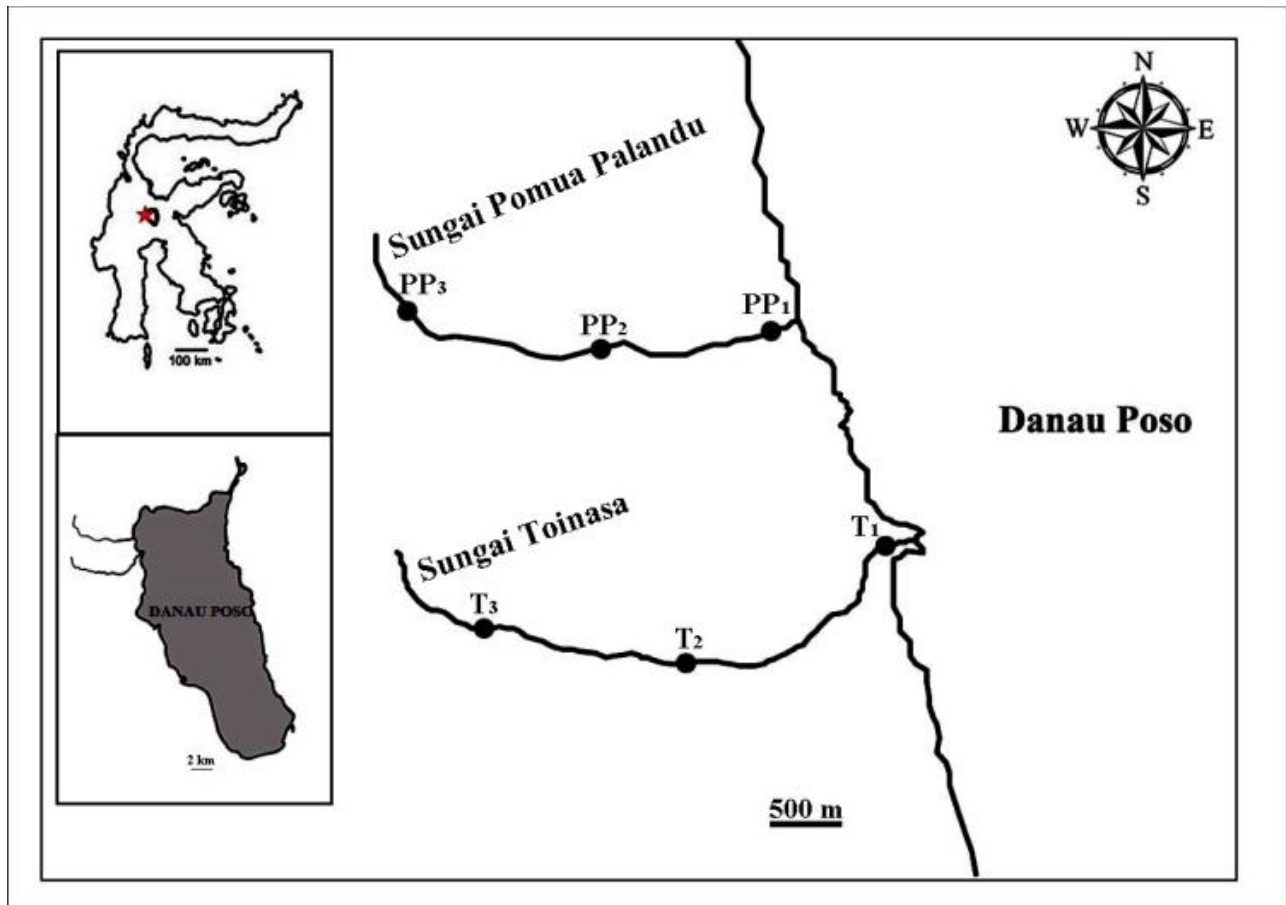 100 km
DANAU POSO
2 km
N
W
E
S
Sungai Pomua Palandu
PP₃
PP₂
PP₁
Danau Poso
Sungai Toinasa
T₁
T₃
T₂
500 m